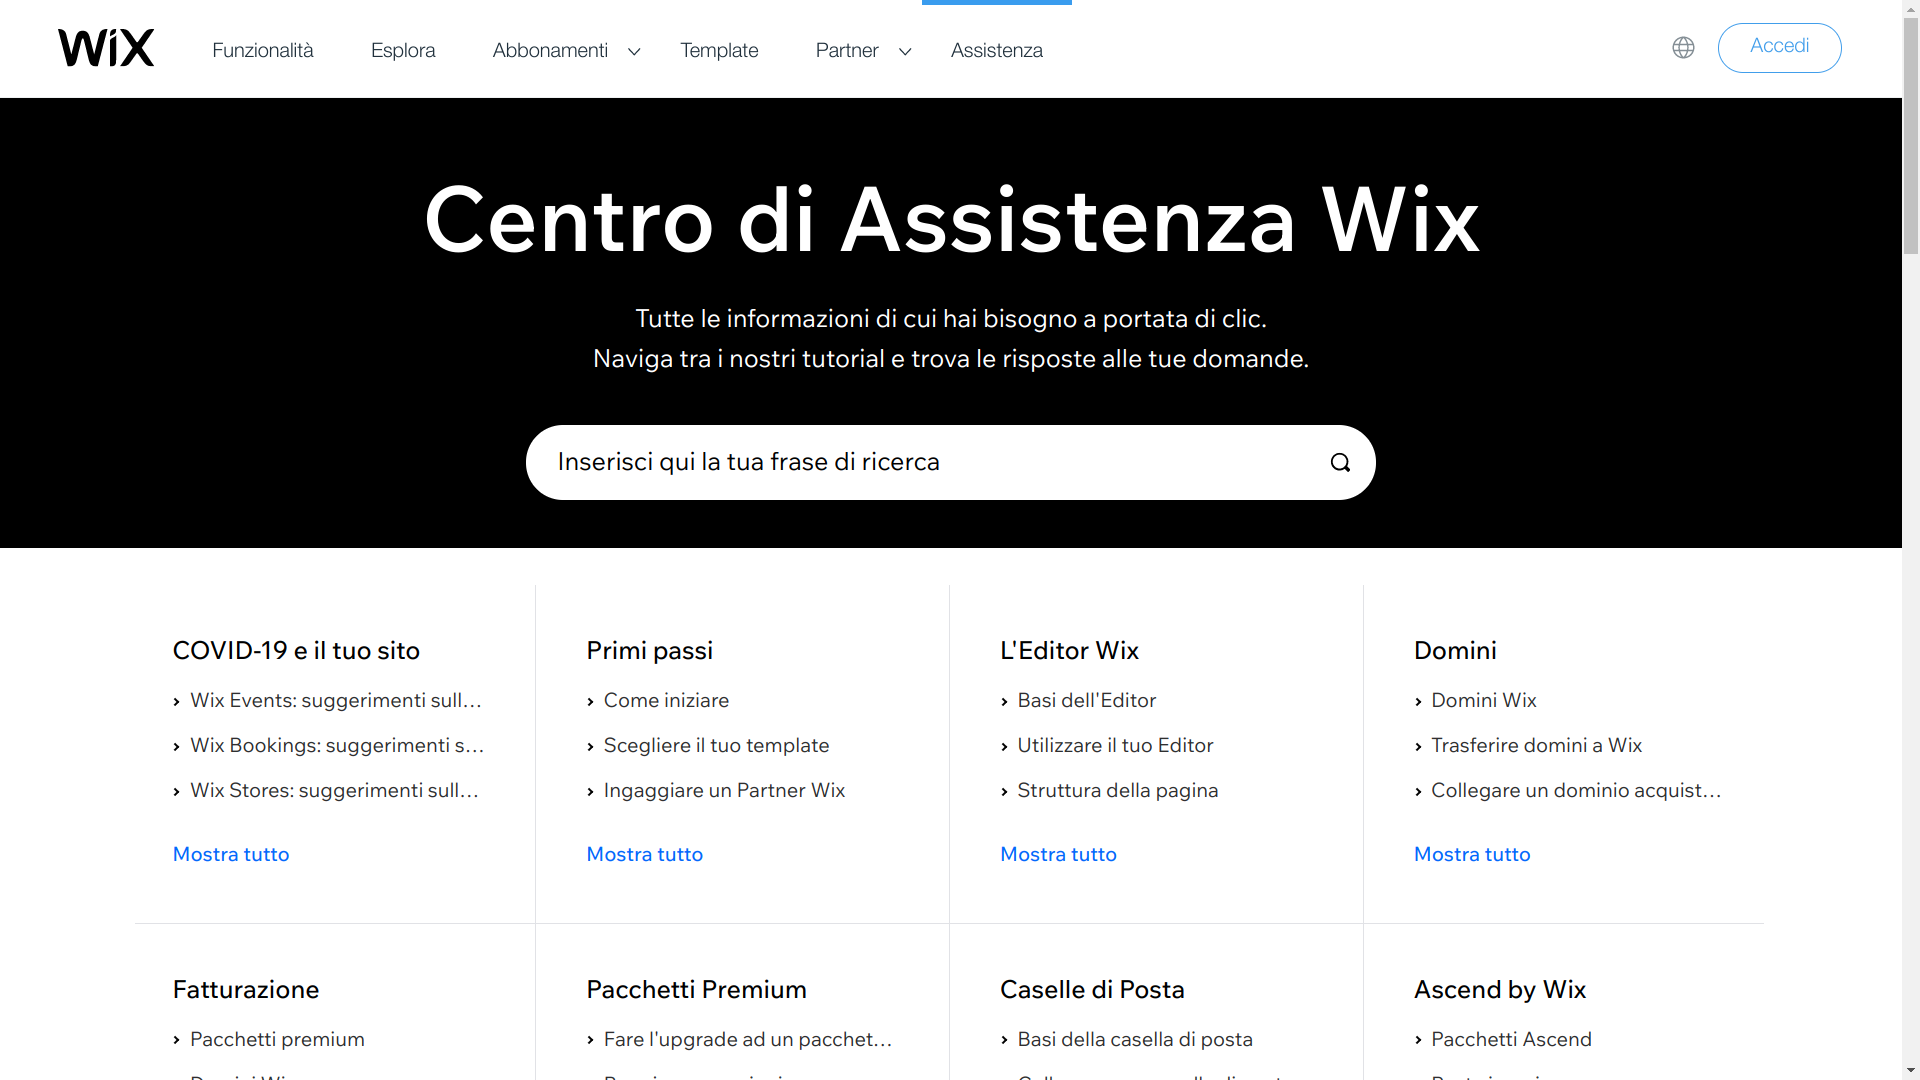 WiX
Funzionalità
Esplora
Abbonamenti
Template
Partner
Assistenza
Accedi
Centro di Assistenza Wix
Tutte le informazioni di cui hai bisogno a portata di clic.
Naviga tra i nostri tutorial e trova le risposte alle tue domande.
Inserisci qui la tua frase di ricerca
COVID-19 e il tuo sito
Wix Events: suggerimenti sull...
Wix Bookings: suggerimenti s...
Wix Stores: suggerimenti sull...
Mostra tutto
Primi passi
Come iniziare
Scegliere il tuo template
Ingaggiare un Partner Wix
Mostra tutto
L'Editor Wix
Basi dell'Editor
Utilizzare il tuo Editor
Struttura della pagina
Mostra tutto
Domini
Domini Wix
Trasferire domini a Wix
Collegare un dominio acquist...
Mostra tutto
Fatturazione
Pacchetti premium
Pacchetti Premium
Fare l'upgrade ad un pacchet...
Caselle di Posta
Basi della casella di posta
Ascend by Wix
Pacchetti Ascend